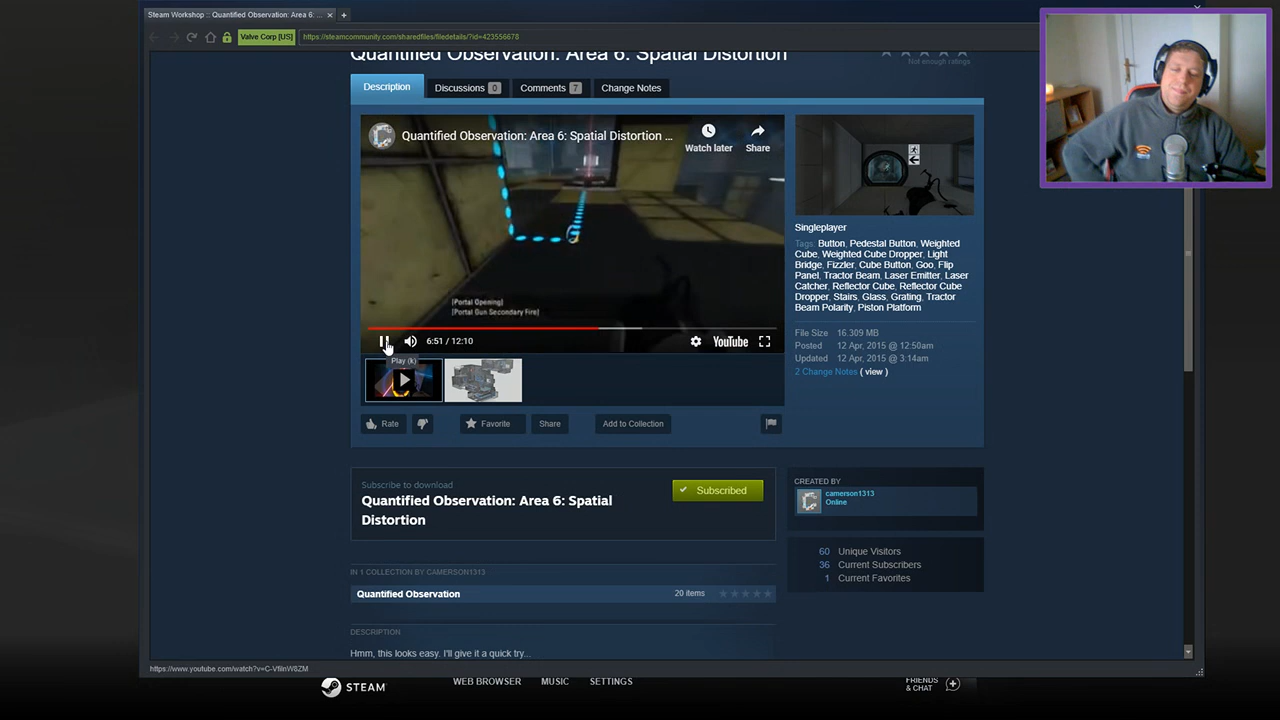 Steam Workshop :: Quantified Observation: Area 6: ...
Valve Corp [US]
https://steamcommunity.com/sharedfiles/filedetails/?id=423556678
Quantified Observation: Area 6: Spatial Distortion
Not enough ratings
Description
Discussions 0
Comments 7
Change Notes
Quantified Observation: Area 6: Spatial Distortion ...
Watch later
Share
[Portal Opening]
[Portal Gun Secondary Fire]
6:51 / 12:10
YouTube
Play (k)
Singleplayer
Tags: Button, Pedestal Button, Weighted
Cube, Weighted Cube Dropper, Light
Bridge, Fizzler, Cube Button, Goo, Flip
Panel, Tractor Beam, Laser Emitter, Laser
Catcher, Reflector Cube, Reflector Cube
Dropper, Stairs, Glass, Grating, Tractor
Beam Polarity, Piston Platform
File Size 16.309 MB
Posted 12 Apr, 2015 @ 12:50am
Updated 12 Apr, 2015 @ 3:14am
2 Change Notes ( view )
Rate
Favorite
Share
Add to Collection
Subscribe to download
Quantified Observation: Area 6: Spatial
Distortion
Subscribed
CREATED BY
camerson1313
Online
60 Unique Visitors
36 Current Subscribers
1 Current Favorites
IN 1 COLLECTION BY CAMERSON1313
Quantified Observation 20 items
DESCRIPTION
Hmm, this looks easy. I'll give it a quick try...
https://www.youtube.com/watch?v=C-VfilnW8ZM
STEAM
WEB BROWSER
MUSIC
SETTINGS
FRIENDS
& CHAT